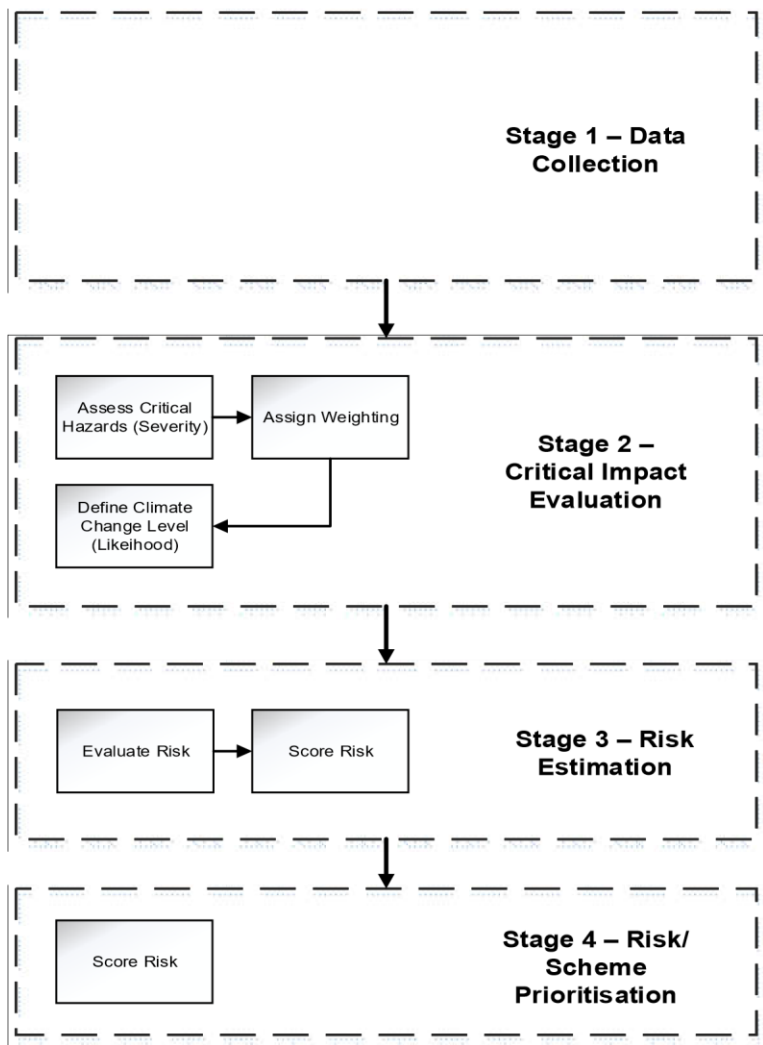 Stage 1 – Data
Collection
Assess Critical
Hazards (Severity)
Assign Weighting
Define Climate
Change Level
(Likeihood)
Stage 2 –
Critical Impact
Evaluation
Evaluate Risk
Score Risk
Stage 3 – Risk
Estimation
Score Risk
Stage 4 – Risk/
Scheme
Prioritisation